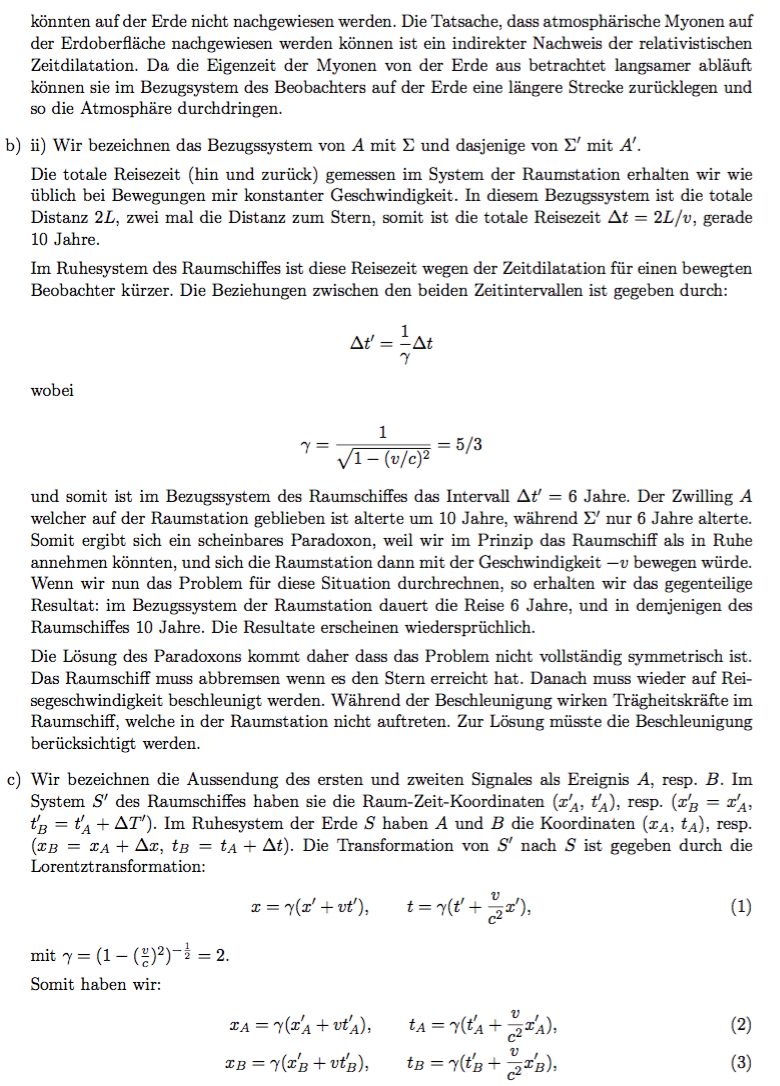 könnten auf der Erde nicht nachgewiesen werden. Die Tatsache, dass atmosphärische Myonen auf
der Erdoberfläche nachgewiesen werden können ist ein indirekter Nachweis der relativistischen
Zeitdilatation. Da die Eigenzeit der Myonen von der Erde aus betrachtet langsamer abläuft
können sie im Bezugsystem des Beobachters auf der Erde eine längere Strecke zurücklegen und
so die Atmosphäre durchdringen.
b) ii) Wir bezeichnen das Bezugssystem von A mit Σ und dasjenige von Σ′ mit A′.
Die totale Reisezeit (hin und zurück) gemessen im System der Raumstation erhalten wir wie
üblich bei Bewegungen mir konstanter Geschwindigkeit. In diesem Bezugssystem ist die totale
Distanz 2L, zwei mal die Distanz zum Stern, somit ist die totale Reisezeit Δt = 2L/v, gerade
10 Jahre.
Im Ruhesystem des Raumschiffes ist diese Reisezeit wegen der Zeitdilatation für einen bewegten
Beobachter kürzer. Die Beziehungen zwischen den beiden Zeitintervallen ist gegeben durch:
Δt′ = 1/γ Δt
wobei
γ = 1/√(1 − (v/c)²) = 5/3
und somit ist im Bezugssystem des Raumschiffes das Intervall Δt′ = 6 Jahre. Der Zwilling A
welcher auf der Raumstation geblieben ist alterte um 10 Jahre, während Σ′ nur 6 Jahre alterte.
Somit ergibt sich ein scheinbares Paradoxon, weil wir im Prinzip das Raumschiff als in Ruhe
annehmen könnten, und sich die Raumstation dann mit der Geschwindigkeit −v bewegen würde.
Wenn wir nun das Problem für diese Situation durchrechnen, so erhalten wir das gegenteilige
Resultat: im Bezugssystem der Raumstation dauert die Reise 6 Jahre, und in demjenigen des
Raumschiffes 10 Jahre. Die Resultate erscheinen wiedersprüchlich.
Die Lösung des Paradoxons kommt daher dass das Problem nicht vollständig symmetrisch ist.
Das Raumschiff muss abbremsen wenn es den Stern erreicht hat. Danach muss wieder auf Rei-
segeschwindigkeit beschleunigt werden. Während der Beschleunigung wirken Trägheitskräfte im
Raumschiff, welche in der Raumstation nicht auftreten. Zur Lösung müsste die Beschleunigung
berücksichtigt werden.
c) Wir bezeichnen die Aussendung des ersten und zweiten Signales als Ereignis A, resp. B. Im
System S′ des Raumschiffes haben sie die Raum-Zeit-Koordinaten (x′_A, t′_A), resp. (x′_B = x′_A,
t′_B = t′_A + ΔT′). Im Ruhesystem der Erde S haben A und B die Koordinaten (x_A, t_A), resp.
(x_B = x_A + Δx, t_B = t_A + Δt). Die Transformation von S′ nach S ist gegeben durch die
Lorentztransformation:
x = γ(x′ + vt′), t = γ(t′ + v/c² x′), (1)
mit γ = (1 − (v/c)²)^(−1/2) = 2.
Somit haben wir:
x_A = γ(x′_A + vt′_A), t_A = γ(t′_A + v/c² x′_A), (2)
x_B = γ(x′_B + vt′_B), t_B = γ(t′_B + v/c² x′_B), (3)